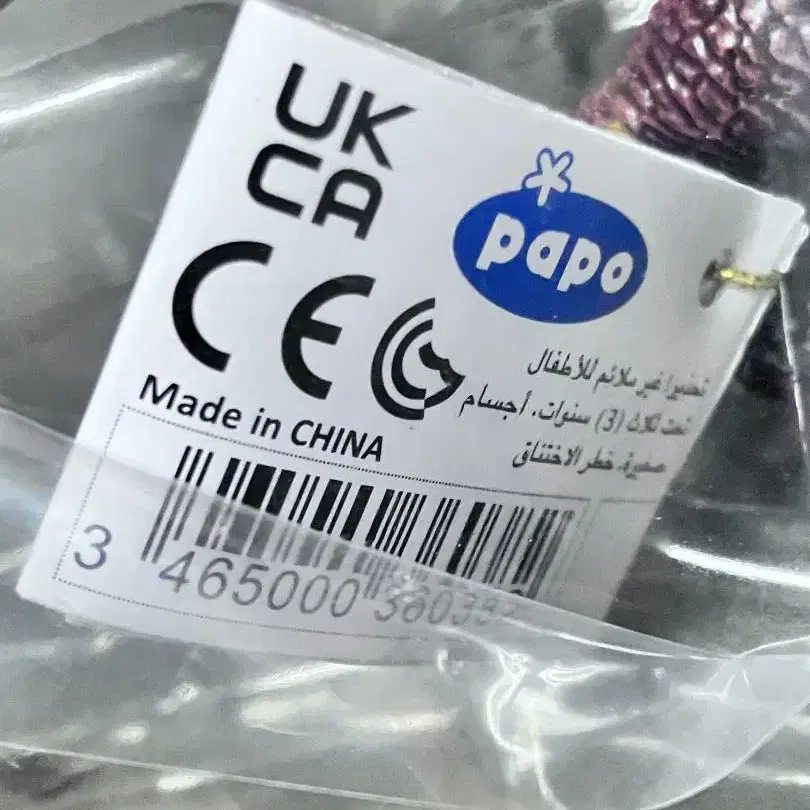 UK
CA
papo
CE
تحذير! غير ملائم للأطفال
تحت ثلاث (3) سنوات. أجسام
صغيرة. خطر الاختناق
Made in CHINA
3 465000